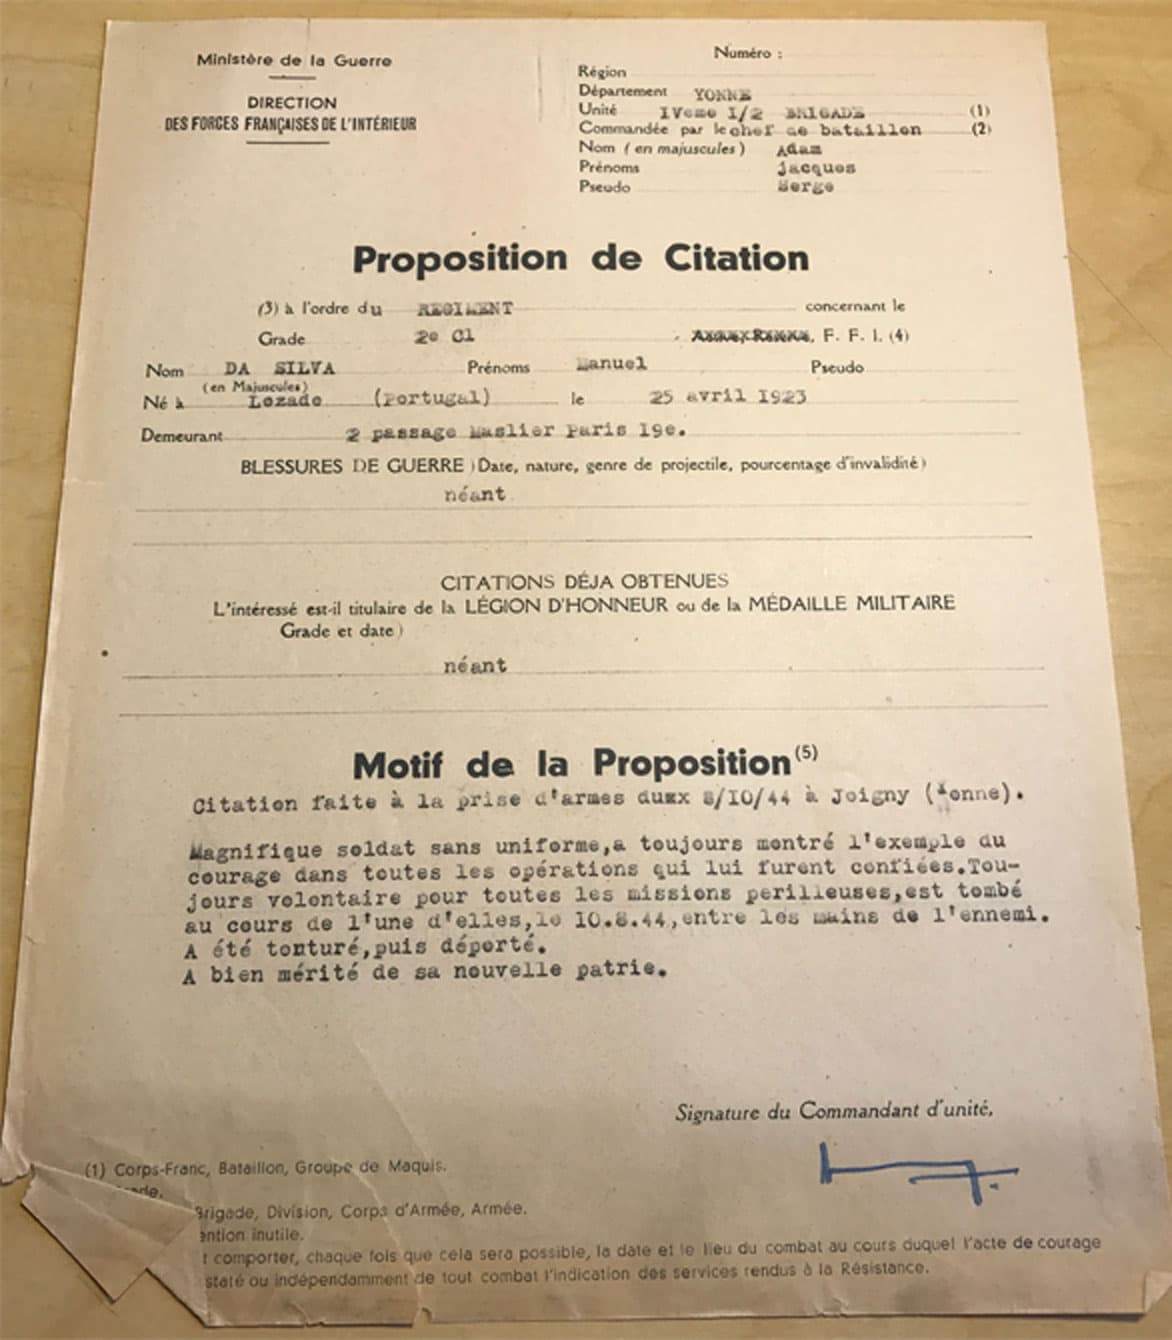 Ministère de la Guerre
DIRECTION
DES FORCES FRANÇAISES DE L'INTÉRIEUR
Numéro :
Région
Département YONNE
Unité IVeme 1/2 BRIGADE (1)
Commandée par le chef de bataillon (2)
Nom ( en majuscules ) Adam
Prénoms jacques
Pseudo Serge
Proposition de Citation
(3) à l'ordre du REGIMENT concernant le
Grade 2e Cl , F. F. I. (4)
Nom DA SILVA Prénoms Manuel Pseudo
(en Majuscules)
Né à Lozade (Portugal) le 25 avril 1923
Demeurant 2 passage Maslier Paris 19e.
BLESSURES DE GUERRE ) Date, nature, genre de projectile, pourcentage d'invalidité )
néant
CITATIONS DÉJA OBTENUES
L'intéressé est-il titulaire de la LÉGION D'HONNEUR ou de la MÉDAILLE MILITAIRE
Grade et date )
néant
Motif de la Proposition (5)
Citation faite à la prise d'armes duxx 8/10/44 à Joigny (Yonne).
Magnifique soldat sans uniforme,a toujours montré l'exemple du
courage dans toutes les opérations qui lui furent confiées.Tou-
jours volontaire pour toutes les missions perilleuses,est tombé
au cours de l'une d'elles,le 10.8.44,entre les mains de l'ennemi.
A été tonturé,puis déporté.
A bien mérité de sa nouvelle patrie.
Signature du Commandant d'unité,
(1) Corps-Franc, Bataillon, Groupe de Maquis.
ade.
Brigade, Division, Corps d'Armée, Armée.
ention inutile.
t comporter, chaque fois que cela sera possible, la date et le lieu du combat au cours duquel l'acte de courage
staté ou indépendamment de tout combat l'indication des services rendus à la Résistance.